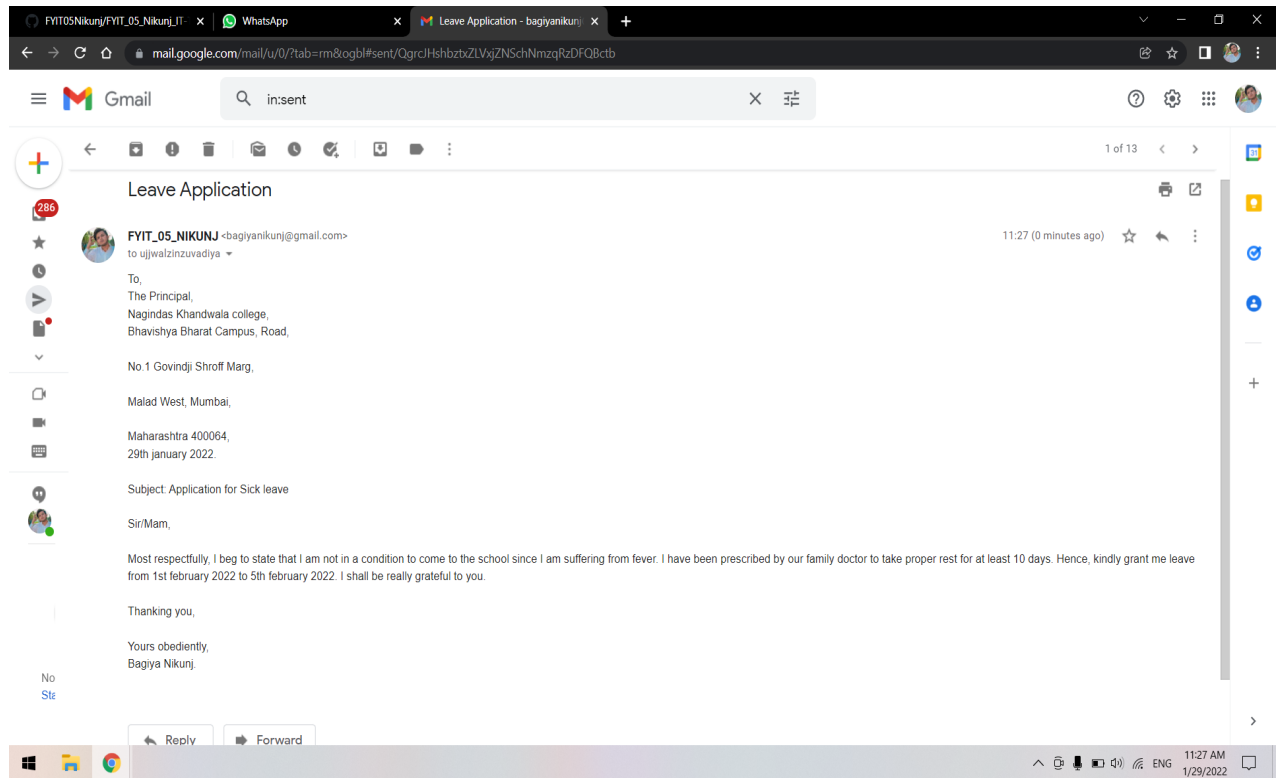 FYIT05Nikunj/FYIT_05_Nikunj_IT-
WhatsApp
Leave Application - bagiyanikunj
mail.google.com/mail/u/0/?tab=rm&ogbl#sent/QgrcJHshbztxZLVxjZNSchNmzqRzDFQBctb
Gmail
in:sent
1 of 13
31
286
Leave Application
FYIT_05_NIKUNJ <bagiyanikunj@gmail.com>
11:27 (0 minutes ago)
to ujjwalzinzuvadiya
To,
The Principal,
Nagindas Khandwala college,
Bhavishya Bharat Campus, Road,
No.1 Govindji Shroff Marg,
Malad West, Mumbai,
Maharashtra 400064,
29th january 2022.
Subject: Application for Sick leave
Sir/Mam,
Most respectfully, I beg to state that I am not in a condition to come to the school since I am suffering from fever. I have been prescribed by our family doctor to take proper rest for at least 10 days. Hence, kindly grant me leave
from 1st february 2022 to 5th february 2022. I shall be really grateful to you.
Thanking you,
Yours obediently,
Bagiya Nikunj.
No
Sta
Reply
Forward
ENG
11:27 AM
1/29/2022